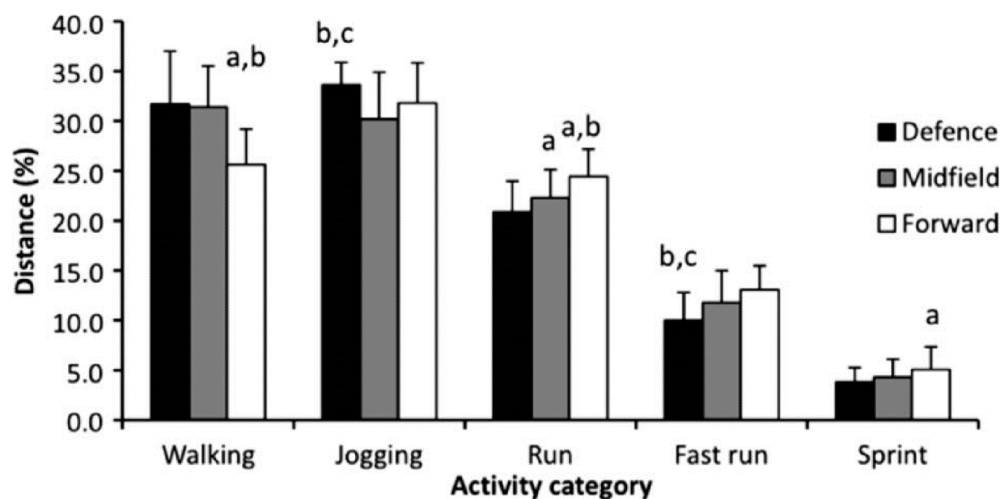 40.0
35.0
30.0
25.0
20.0
15.0
10.0
5.0
0.0
Distance (%)
a,b
b,c
a
a,b
b,c
a
Defence
Midfield
Forward
Walking
Jogging
Run
Fast run
Sprint
Activity category